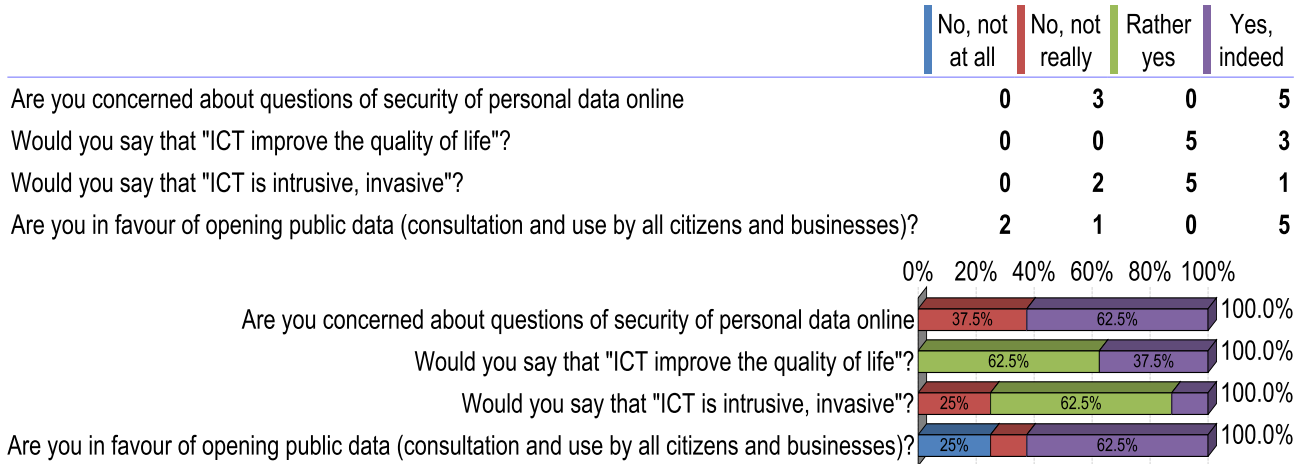 No, not No, not Rather Yes,
at all really yes indeed
Are you concerned about questions of security of personal data online 0 3 0 5
Would you say that "ICT improve the quality of life"? 0 0 5 3
Would you say that "ICT is intrusive, invasive"? 0 2 5 1
Are you in favour of opening public data (consultation and use by all citizens and businesses)? 2 1 0 5
0% 20% 40% 60% 80% 100%
Are you concerned about questions of security of personal data online 37.5% 62.5% 100.0%
Would you say that "ICT improve the quality of life"? 62.5% 37.5% 100.0%
Would you say that "ICT is intrusive, invasive"? 25% 62.5% 100.0%
Are you in favour of opening public data (consultation and use by all citizens and businesses)? 25% 62.5% 100.0%